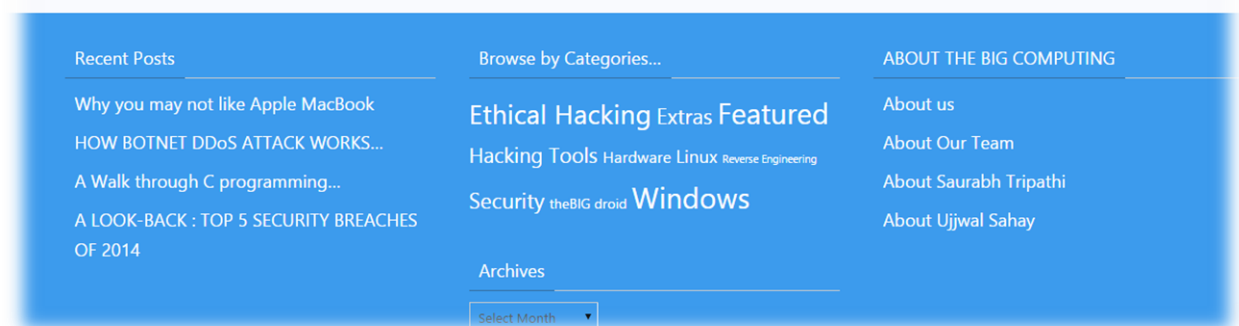 Recent Posts
Why you may not like Apple MacBook
HOW BOTNET DDoS ATTACK WORKS...
A Walk through C programming...
A LOOK-BACK : TOP 5 SECURITY BREACHES
OF 2014
Browse by Categories...
Ethical Hacking Extras Featured
Hacking Tools Hardware Linux Reverse Engineering
Security theBIG droid Windows
Archives
Select Month
ABOUT THE BIG COMPUTING
About us
About Our Team
About Saurabh Tripathi
About Ujjwal Sahay